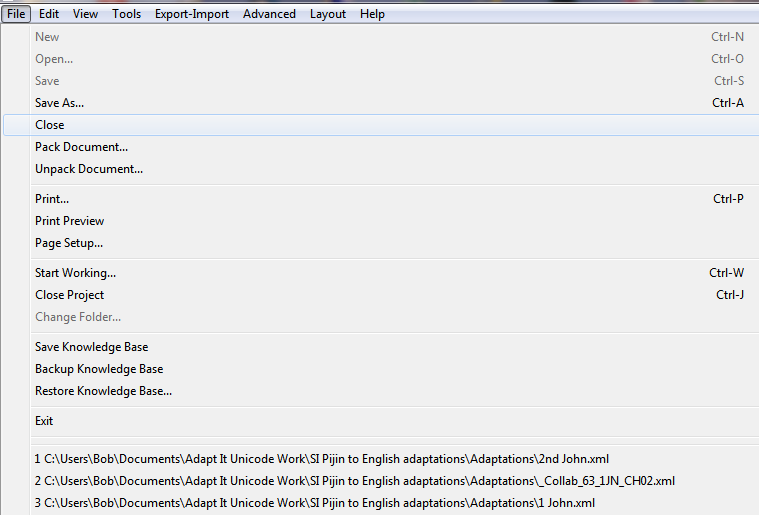 File Edit View Tools Export-Import Advanced Layout Help
New Ctrl-N
Open... Ctrl-O
Save Ctrl-S
Save As... Ctrl-A
Close
Pack Document...
Unpack Document...
Print... Ctrl-P
Print Preview
Page Setup...
Start Working... Ctrl-W
Close Project Ctrl-J
Change Folder...
Save Knowledge Base
Backup Knowledge Base
Restore Knowledge Base...
Exit
1 C:\Users\Bob\Documents\Adapt It Unicode Work\SI Pijin to English adaptations\Adaptations\2nd John.xml
2 C:\Users\Bob\Documents\Adapt It Unicode Work\SI Pijin to English adaptations\Adaptations\_Collab_63_1JN_CH02.xml
3 C:\Users\Bob\Documents\Adapt It Unicode Work\SI Pijin to English adaptations\Adaptations\1 John.xml